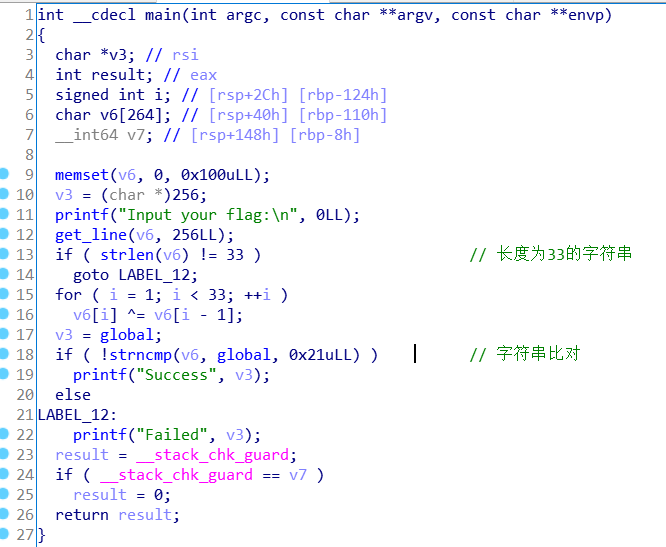 1 int __cdecl main(int argc, const char **argv, const char **envp)
2 {
3 char *v3; // rsi
4 int result; // eax
5 signed int i; // [rsp+2Ch] [rbp-124h]
6 char v6[264]; // [rsp+40h] [rbp-110h]
7 __int64 v7; // [rsp+148h] [rbp-8h]
8
9 memset(v6, 0, 0x100uLL);
10 v3 = (char *)256;
11 printf("Input your flag:\n", 0LL);
12 get_line(v6, 256LL);
13 if ( strlen(v6) != 33 ) // 长度为33的字符串
14 goto LABEL_12;
15 for ( i = 1; i < 33; ++i )
16 v6[i] ^= v6[i - 1];
17 v3 = global;
18 if ( !strncmp(v6, global, 0x21uLL) ) // 字符串比对
19 printf("Success", v3);
20 else
21 LABEL_12:
22 printf("Failed", v3);
23 result = __stack_chk_guard;
24 if ( __stack_chk_guard == v7 )
25 result = 0;
26 return result;
27 }